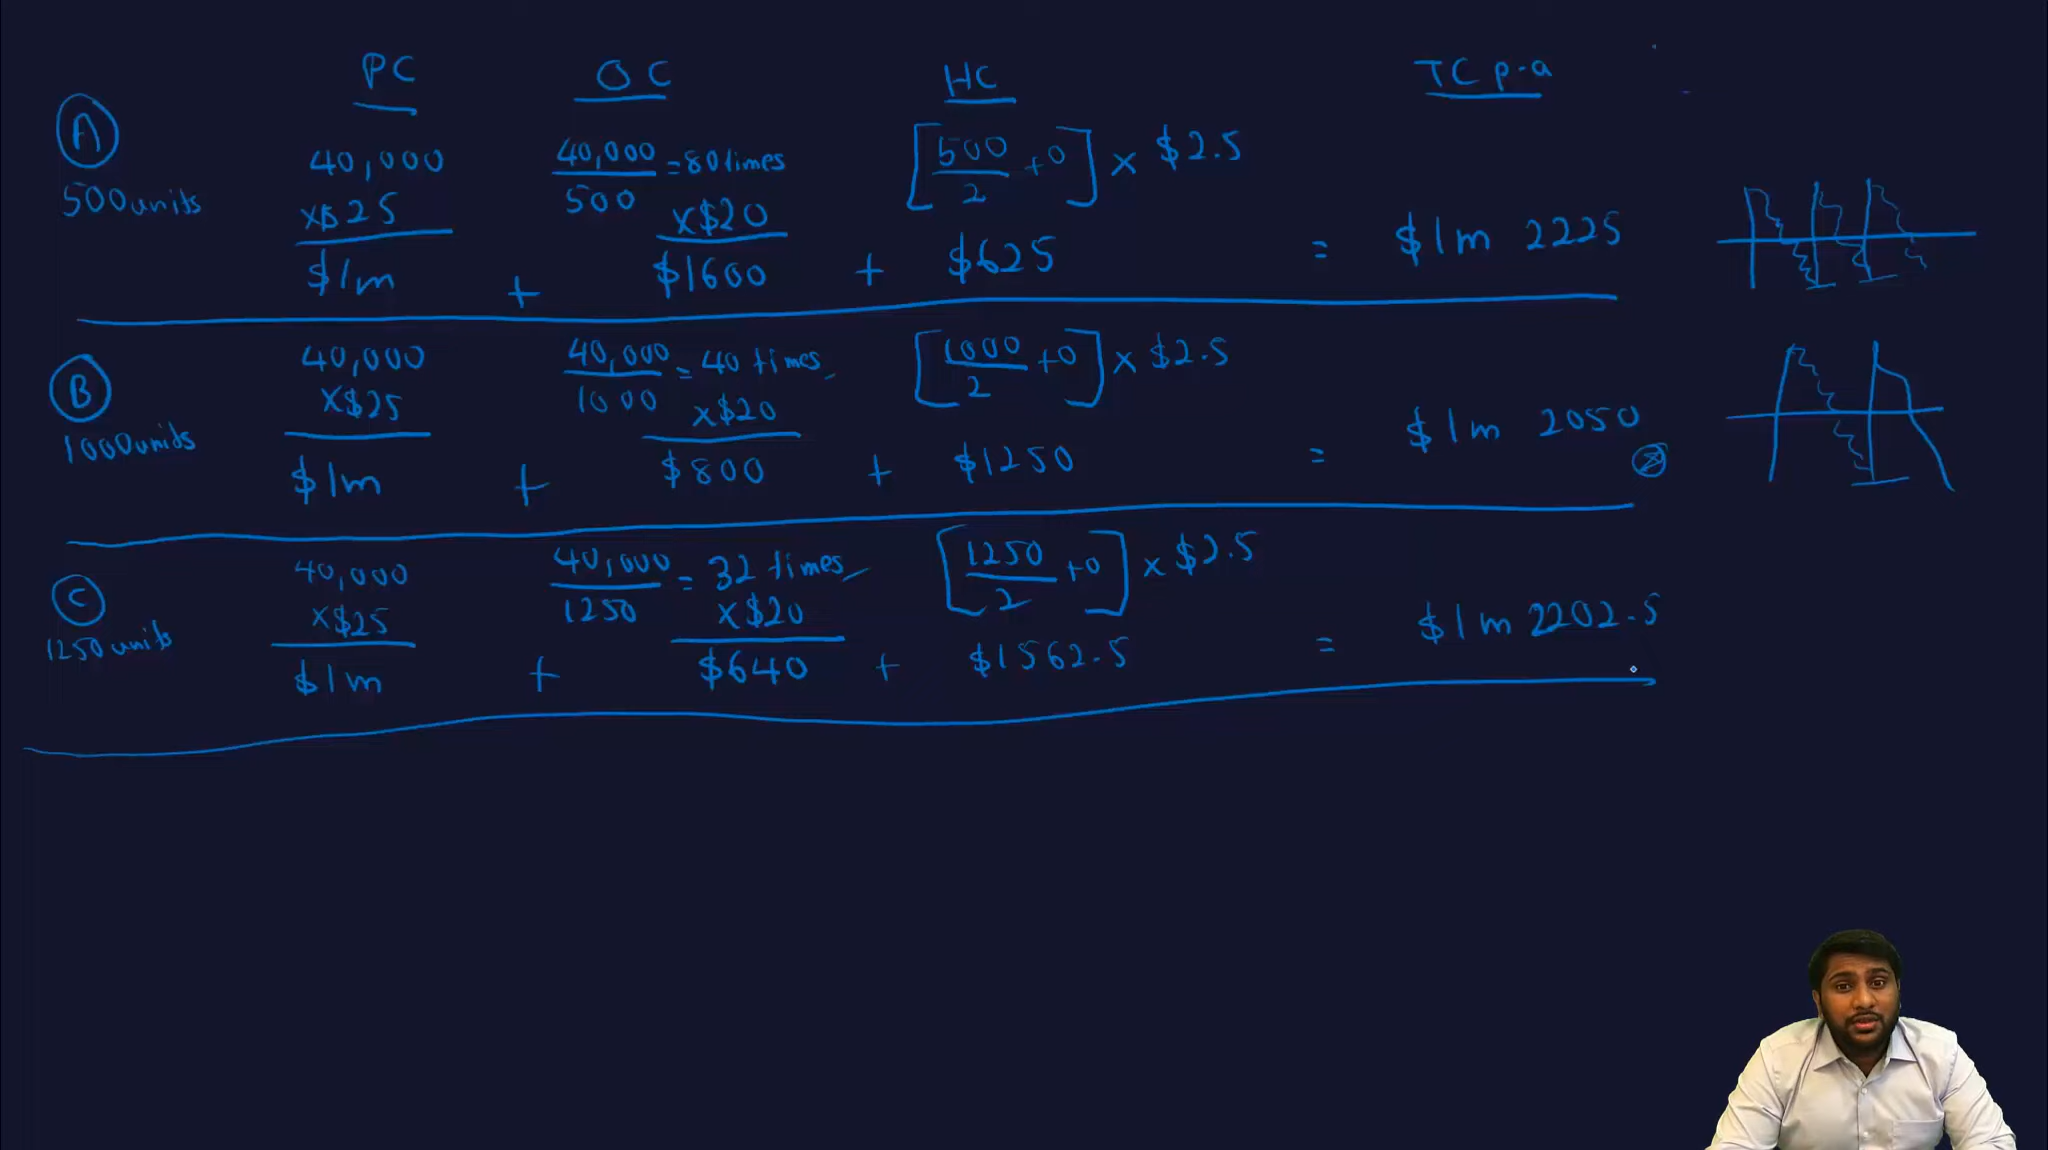 PC OC HC TC p.a
A
500 units
40,000
x$25
$1m
+
40,000/500 = 80 times
x $20
$1600
+
[500/2 + 0] x $2.5
$625
= $1m 2225
B
1000 units
40,000
x $25
$1m
+
40,000/1000 = 40 times
x $20
$800
+
[1000/2 + 0] x $2.5
$1250
= $1m 2050
C
1250 units
40,000
x $25
$1m
+
40,000/1250 = 32 times
x $20
$640
+
[1250/2 + 0] x $2.5
$1562.5
= $1m 2202.5